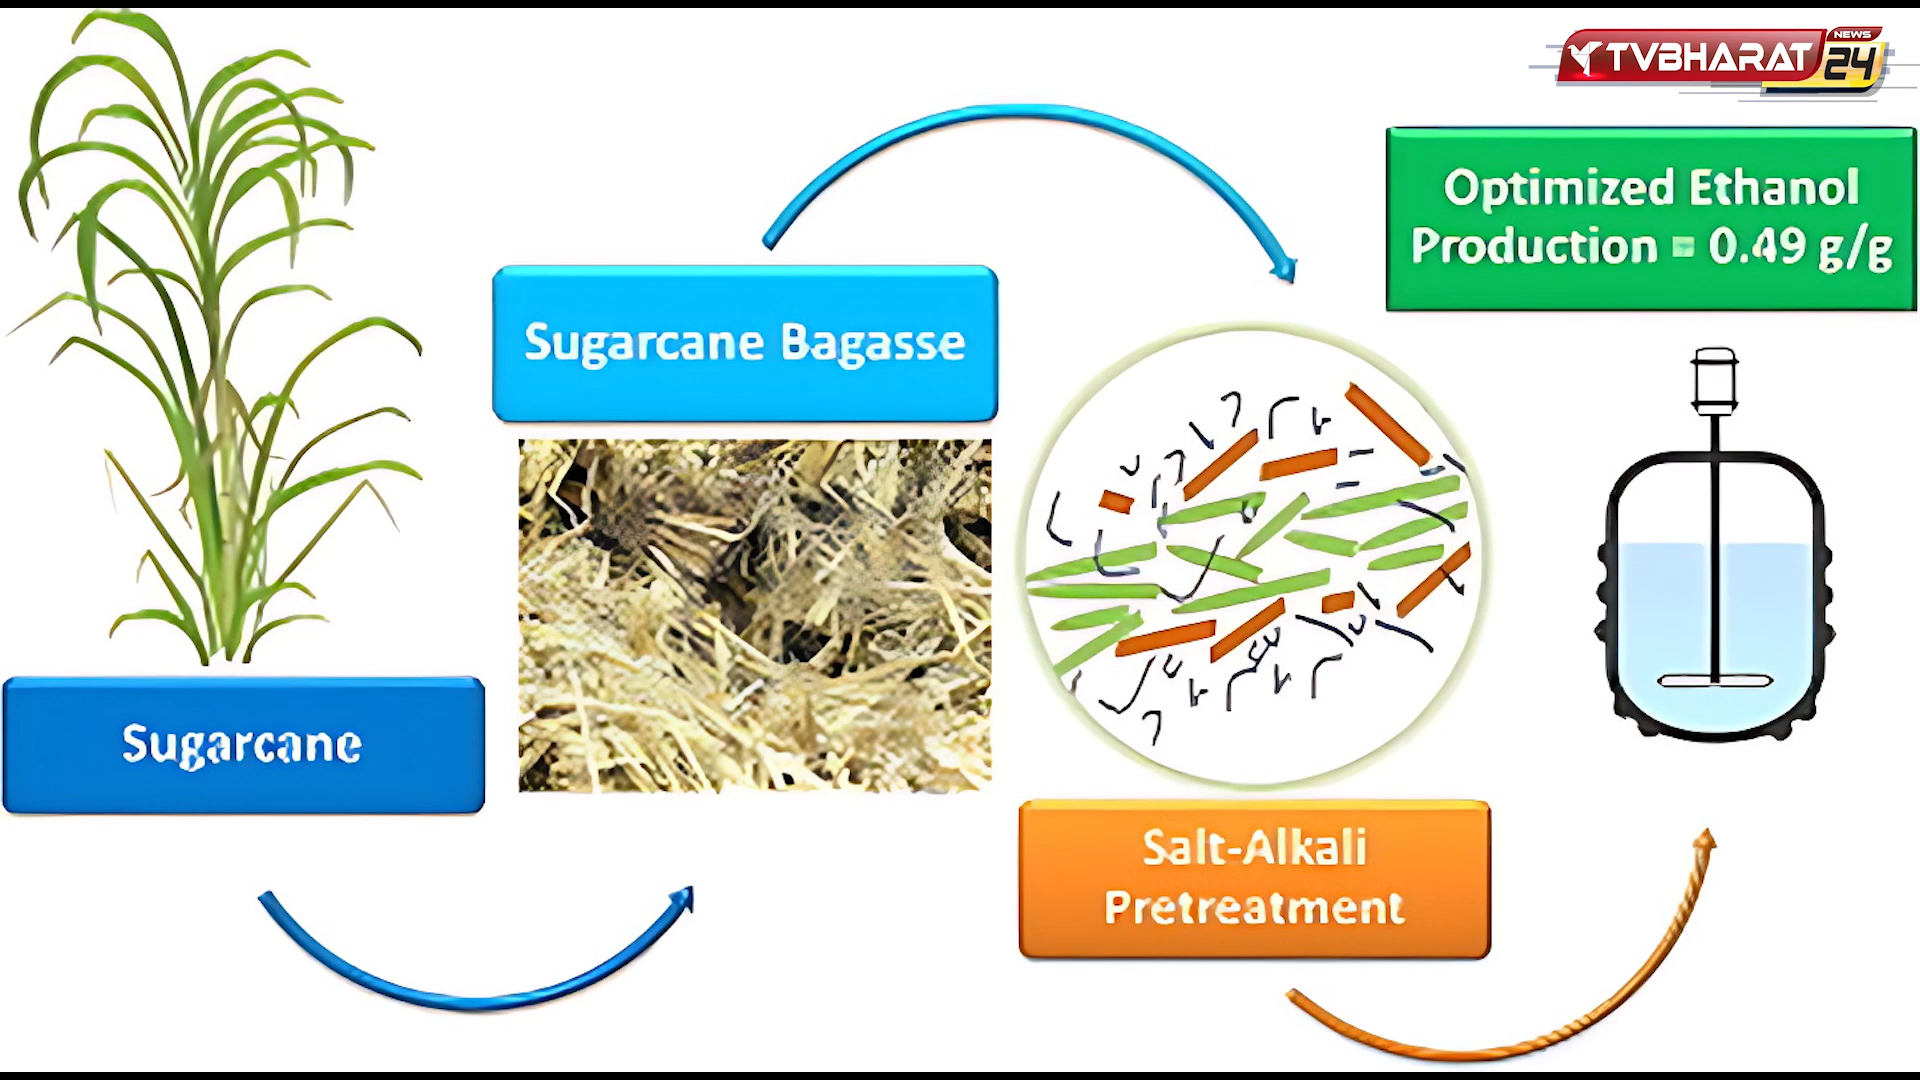 TVBHARAT
NEWS
24
Optimized Ethanol
Production = 0.49 g/g
Sugarcane Bagasse
Sugarcane
Salt-Alkali
Pretreatment